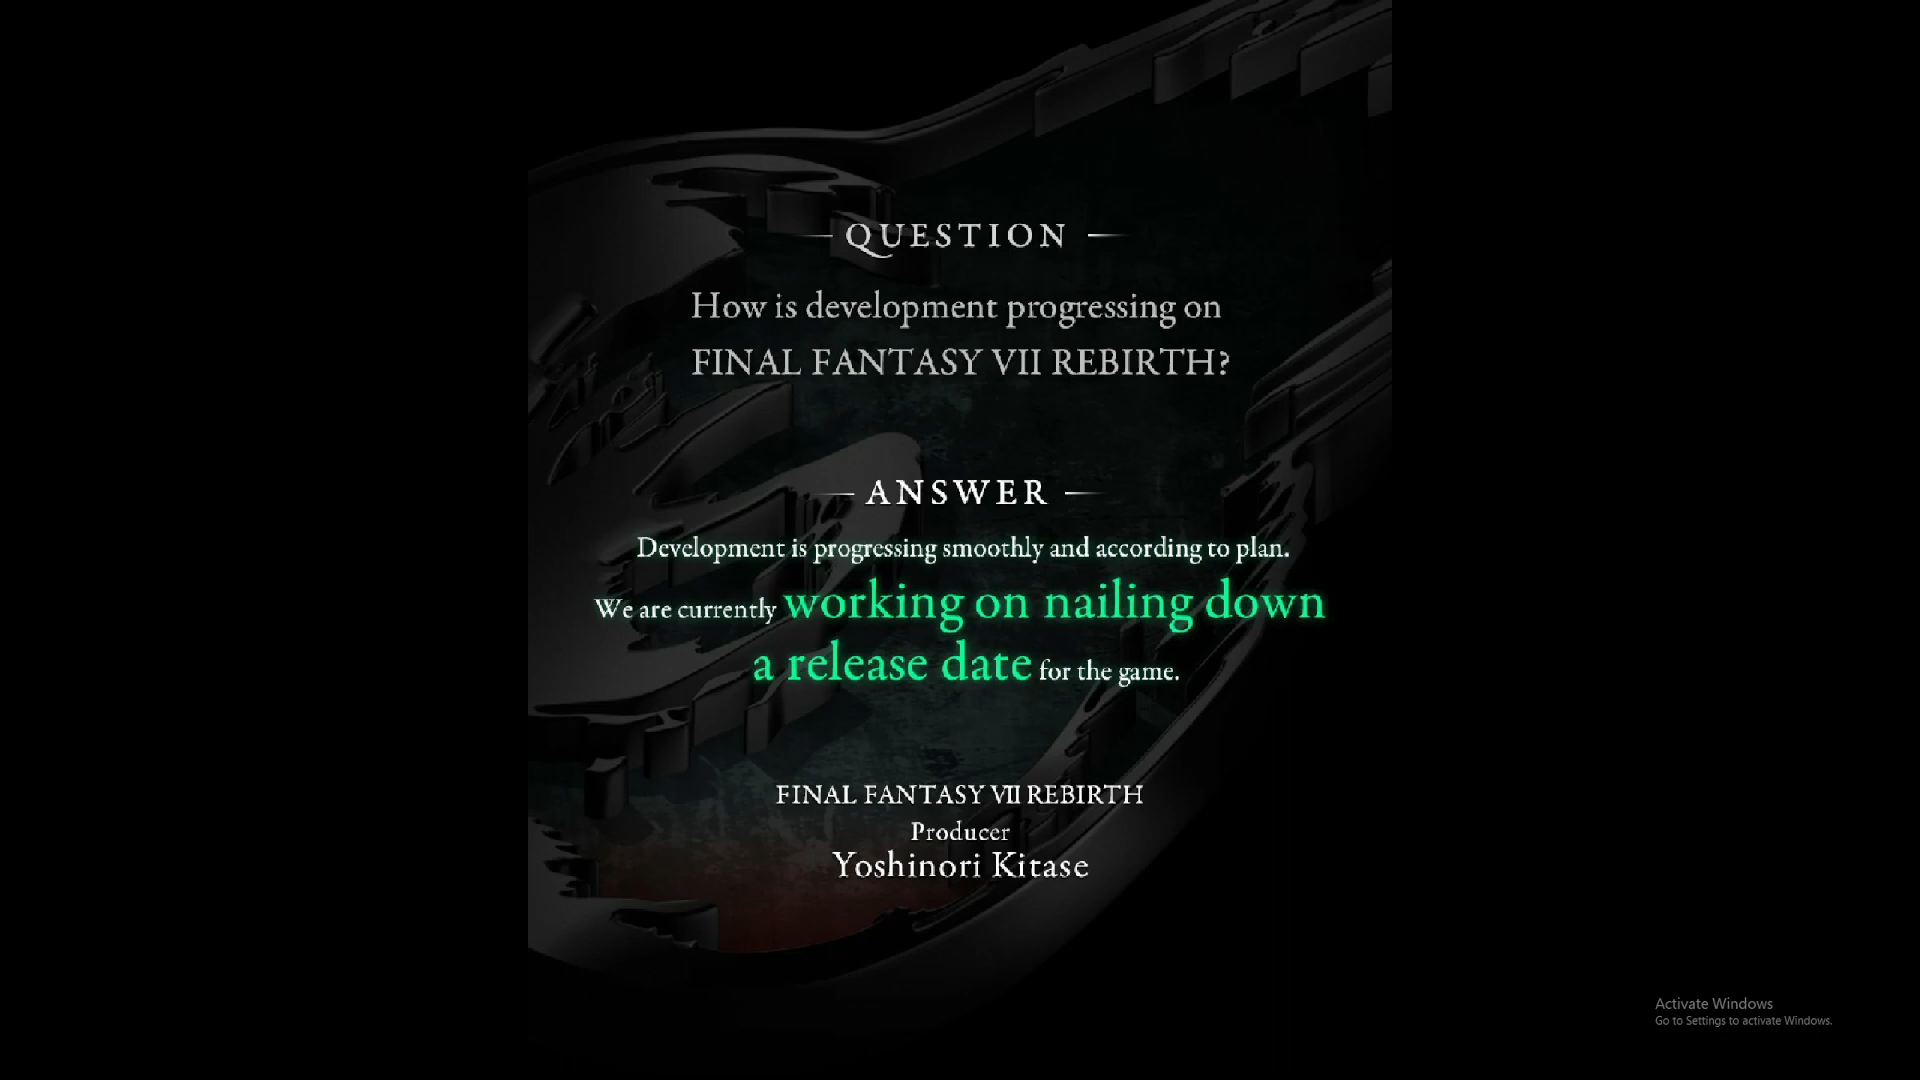 QUESTION
How is development progressing on
FINAL FANTASY VII REBIRTH?
ANSWER
Development is progressing smoothly and according to plan.
We are currently working on nailing down
a release date for the game.
FINAL FANTASY VII REBIRTH
Producer
Yoshinori Kitase
Activate Windows
Go to Settings to activate Windows.